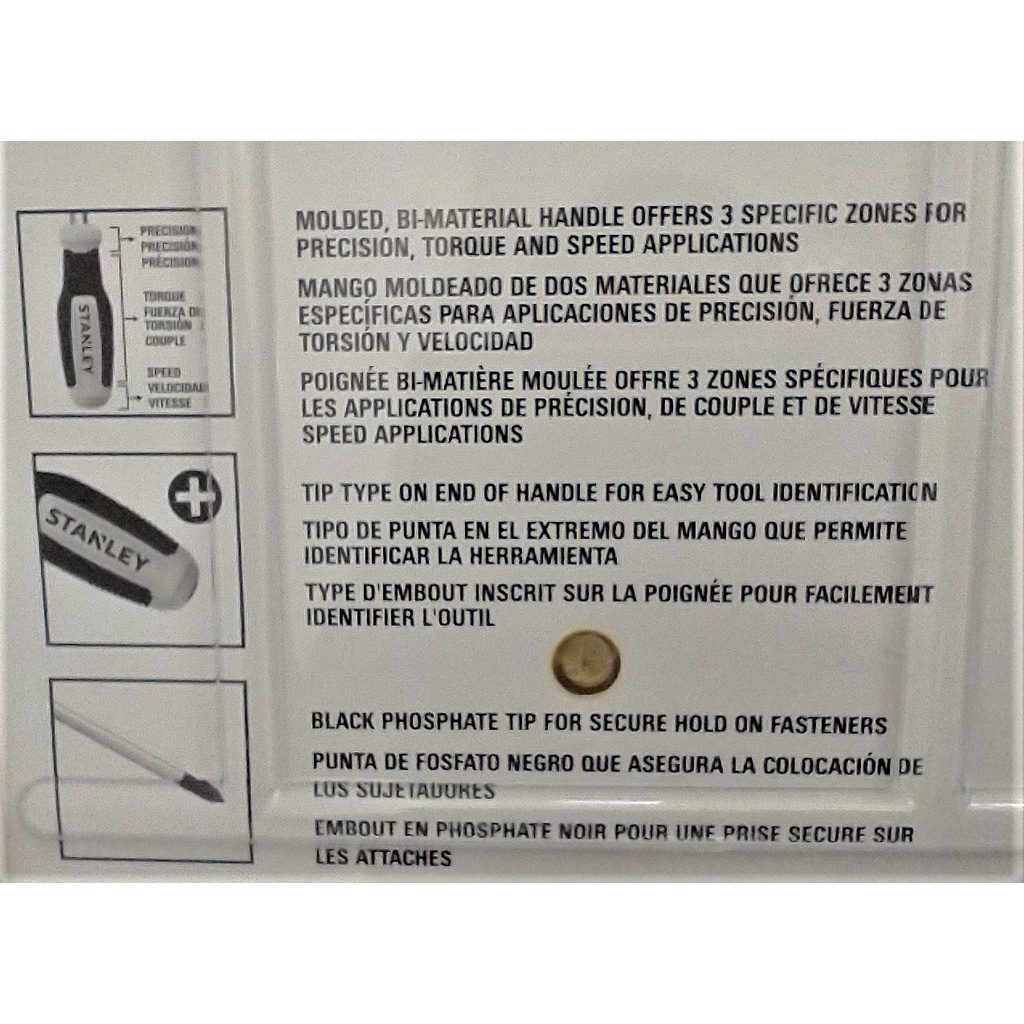 PRECISION
PRECISIÓN
PRÉCISION
TORQUE
FUERZA DE
TORSIÓN
COUPLE
SPEED
VELOCIDAD
VITESSE
STANLEY
MOLDED, BI-MATERIAL HANDLE OFFERS 3 SPECIFIC ZONES FOR
PRECISION, TORQUE AND SPEED APPLICATIONS
MANGO MOLDEADO DE DOS MATERIALES QUE OFRECE 3 ZONAS
ESPECÍFICAS PARA APLICACIONES DE PRECISIÓN, FUERZA DE
TORSIÓN Y VELOCIDAD
POIGNÉE BI-MATIÈRE MOULÉE OFFRE 3 ZONES SPÉCIFIQUES POUR
LES APPLICATIONS DE PRÉCISION, DE COUPLE ET DE VITESSE
SPEED APPLICATIONS
STANLEY
TIP TYPE ON END OF HANDLE FOR EASY TOOL IDENTIFICATION
TIPO DE PUNTA EN EL EXTREMO DEL MANGO QUE PERMITE
IDENTIFICAR LA HERRAMIENTA
TYPE D'EMBOUT INSCRIT SUR LA POIGNÉE POUR FACILEMENT
IDENTIFIER L'OUTIL
BLACK PHOSPHATE TIP FOR SECURE HOLD ON FASTENERS
PUNTA DE FOSFATO NEGRO QUE ASEGURA LA COLOCACIÓN DE
LOS SUJETADORES
EMBOUT EN PHOSPHATE NOIR POUR UNE PRISE SECURE SUR
LES ATTACHES